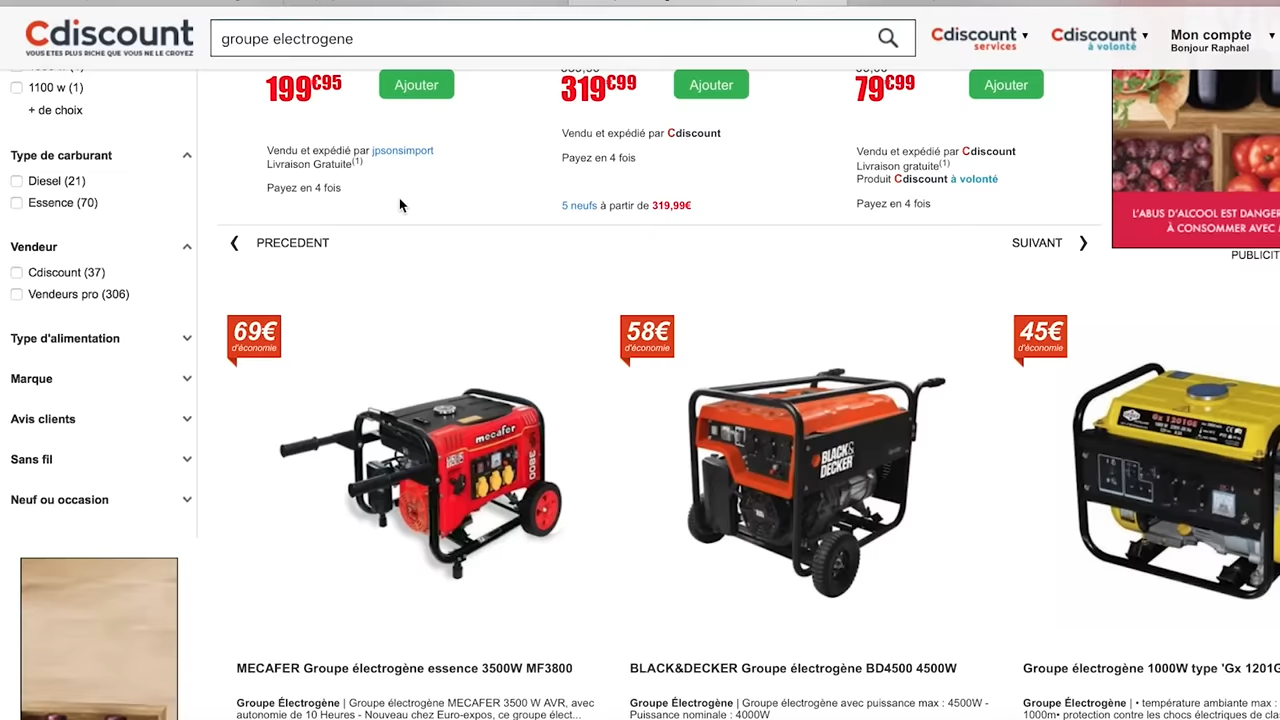 Cdiscount
VOUS ETES PLUS RICHE QUE VOUS NE LE CROYEZ
groupe electrogene
Cdiscount services
Cdiscount à volonté
Mon compte
Bonjour Raphael
1100 w (1)
+ de choix
Type de carburant
Diesel (21)
Essence (70)
Vendeur
Cdiscount (37)
Vendeurs pro (306)
Type d'alimentation
Marque
Avis clients
Sans fil
Neuf ou occasion
199€95
Ajouter
Vendu et expédié par jpsonsimport
Livraison Gratuite(1)
Payez en 4 fois
319€99
Ajouter
Vendu et expédié par Cdiscount
Payez en 4 fois
5 neufs à partir de 319,99€
79€99
Ajouter
Vendu et expédié par Cdiscount
Livraison gratuite(1)
Produit Cdiscount à volonté
Payez en 4 fois
L'ABUS D'ALCOOL EST DANGER
À CONSOMMER AVEC
PUBLICIT
PRECEDENT
SUIVANT
69€
d'économie
58€
d'économie
45€
d'économie
mecafer
3800
BLACK&
DECKER
Gx 1201GE
MECAFER Groupe électrogène essence 3500W MF3800
Groupe Électrogène | Groupe électrogène MECAFER 3500 W AVR, avec
autonomie de 10 Heures - Nouveau chez Euro-expos, ce groupe élect...
BLACK&DECKER Groupe électrogène BD4500 4500W
Groupe Électrogène | Groupe électrogène avec puissance max : 4500W -
Puissance nominale : 4000W
Groupe électrogène 1000W type 'Gx 1201G
Groupe Électrogène | • température ambiante max :
1000m• protection contre les chocs électriques de cla